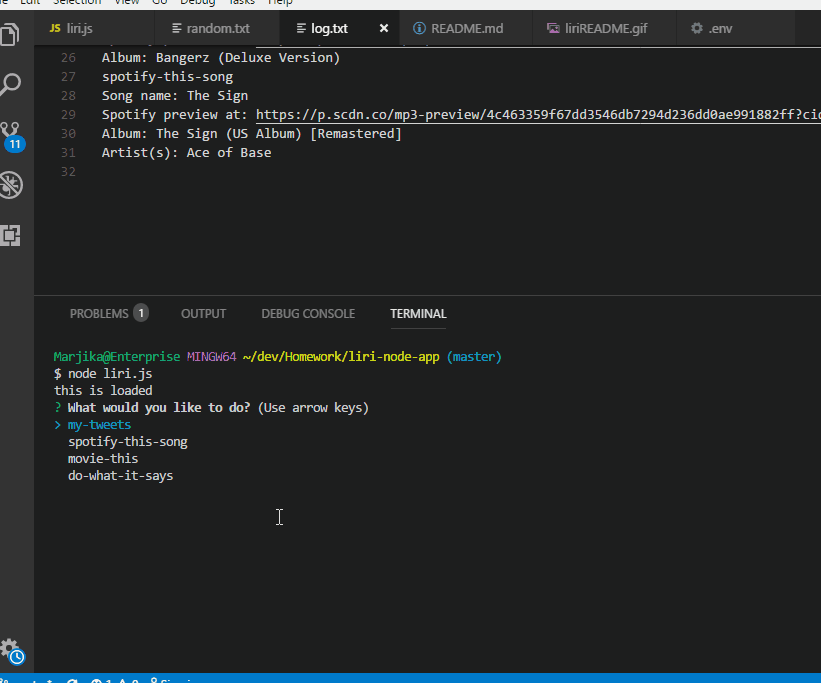 Edit Selection View Go Debug Tasks Help
JS liri.js random.txt log.txt × README.md liriREADME.gif .env
26 Album: Bangerz (Deluxe Version)
27 spotify-this-song
28 Song name: The Sign
29 Spotify preview at: https://p.scdn.co/mp3-preview/4c463359f67dd3546db7294d236dd0ae991882ff?cid
30 Album: The Sign (US Album) [Remastered]
31 Artist(s): Ace of Base
32
11
PROBLEMS 1 OUTPUT DEBUG CONSOLE TERMINAL
Marjika@Enterprise MINGW64 ~/dev/Homework/liri-node-app (master)
$ node liri.js
this is loaded
? What would you like to do? (Use arrow keys)
> my-tweets
spotify-this-song
movie-this
do-what-it-says